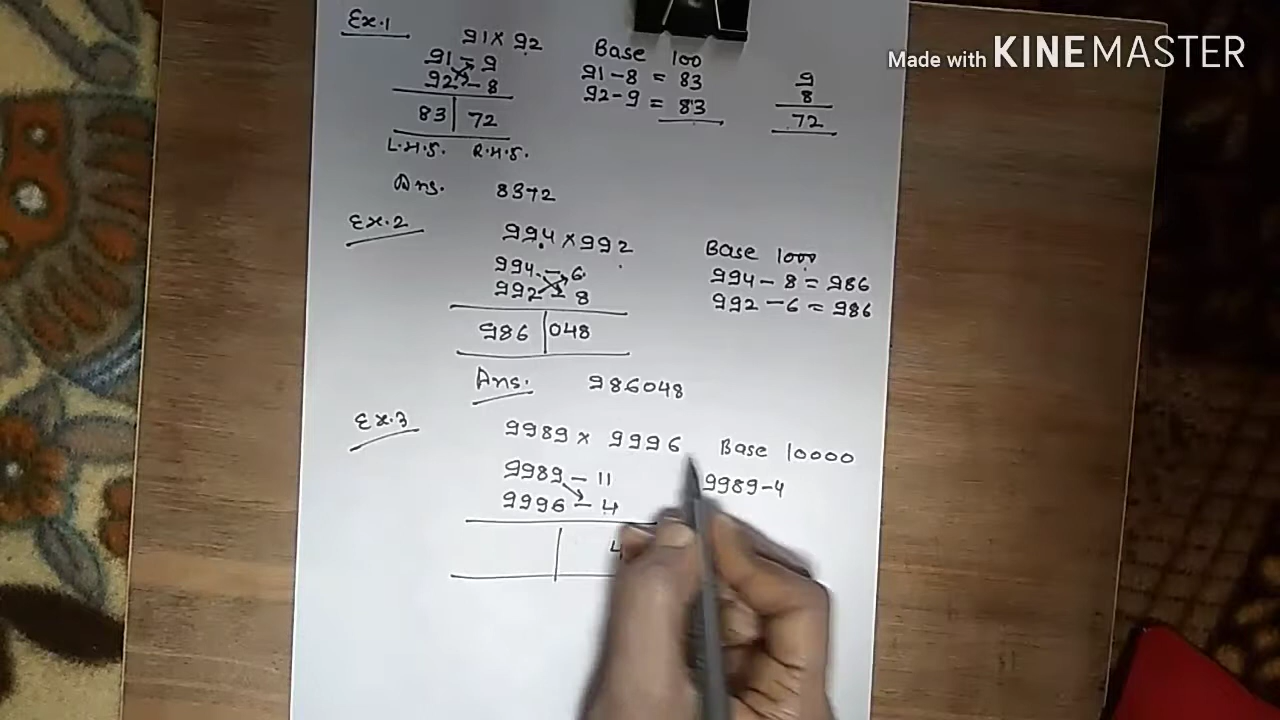 Made with KINEMASTER
Ex.1
91 × 92
Base 100
91 - 9
92 - 8
91 - 8 = 83
92 - 9 = 83
9
8
72
83 | 72
L.H.S. R.H.S.
Ans. 8372
Ex.2
994 × 992
Base 1000
994 - 6
992 - 8
994 - 8 = 986
992 - 6 = 986
986 | 048
Ans. 986048
Ex.3
9989 × 9996 Base 10000
9989 - 11
9996 - 4
9989 - 4
4